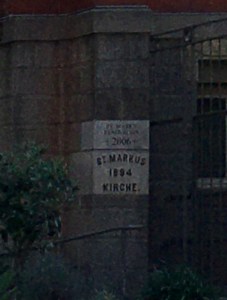 2006
ST. MARKUS
1894
KIRCHE.